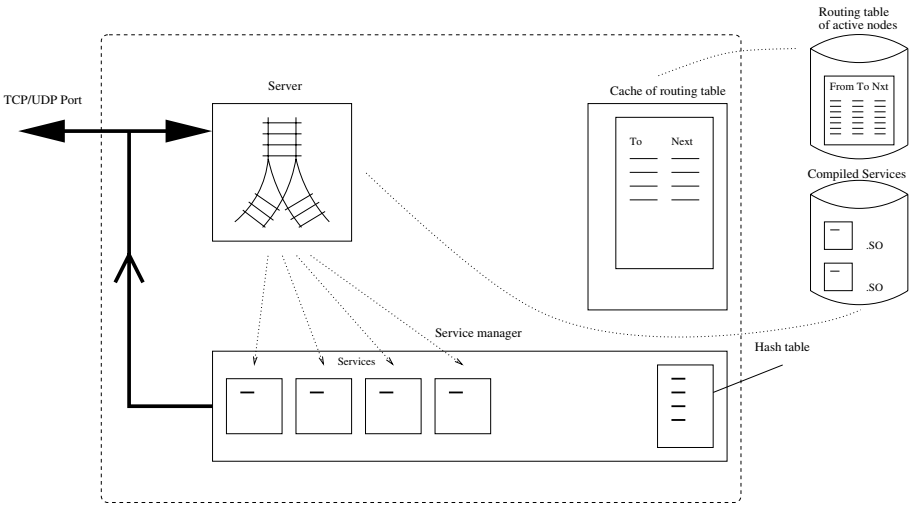 Routing table
of active nodes
Server
Cache of routing table
TCP/UDP Port
From To Nxt
To Next
Compiled Services
.SO
.SO
Service manager
Hash table
Services